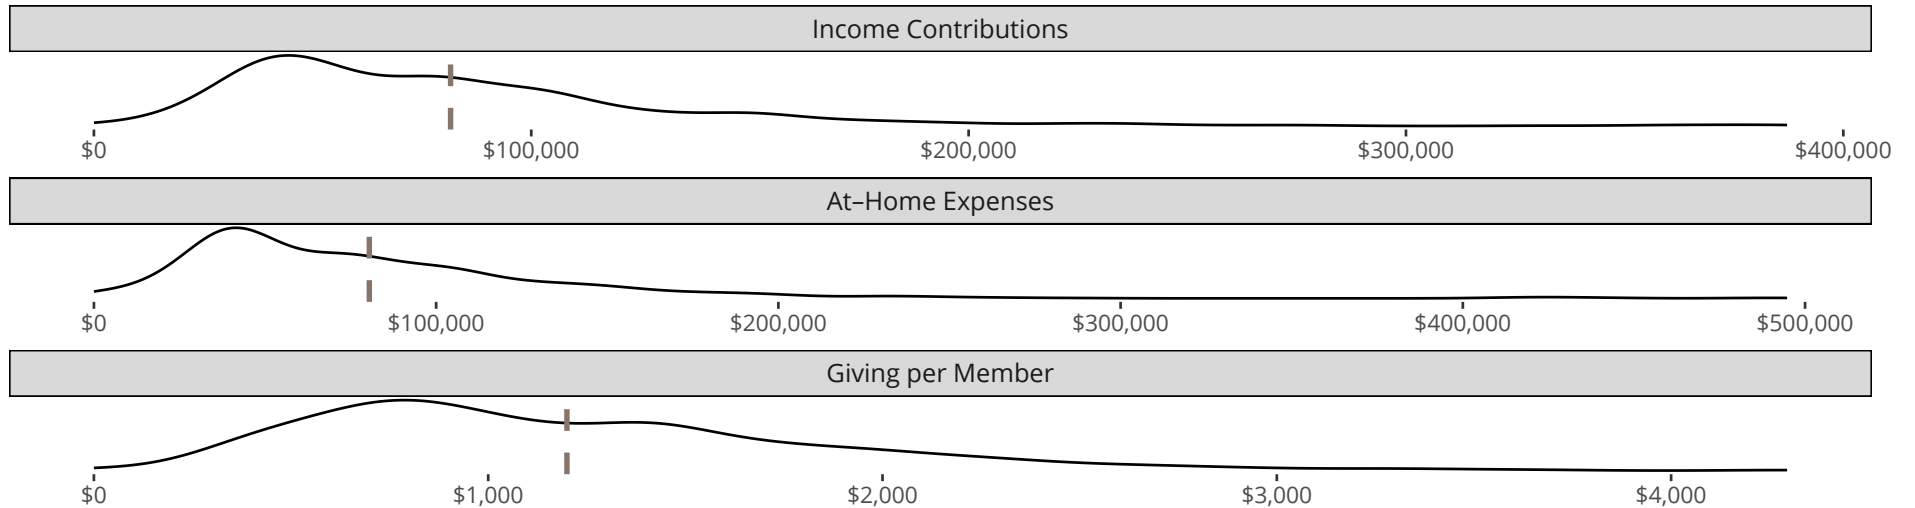 Income Contributions
$0 $100,000 $200,000 $300,000 $400,000
At–Home Expenses
$0 $100,000 $200,000 $300,000 $400,000 $500,000
Giving per Member
$0 $1,000 $2,000 $3,000 $4,000